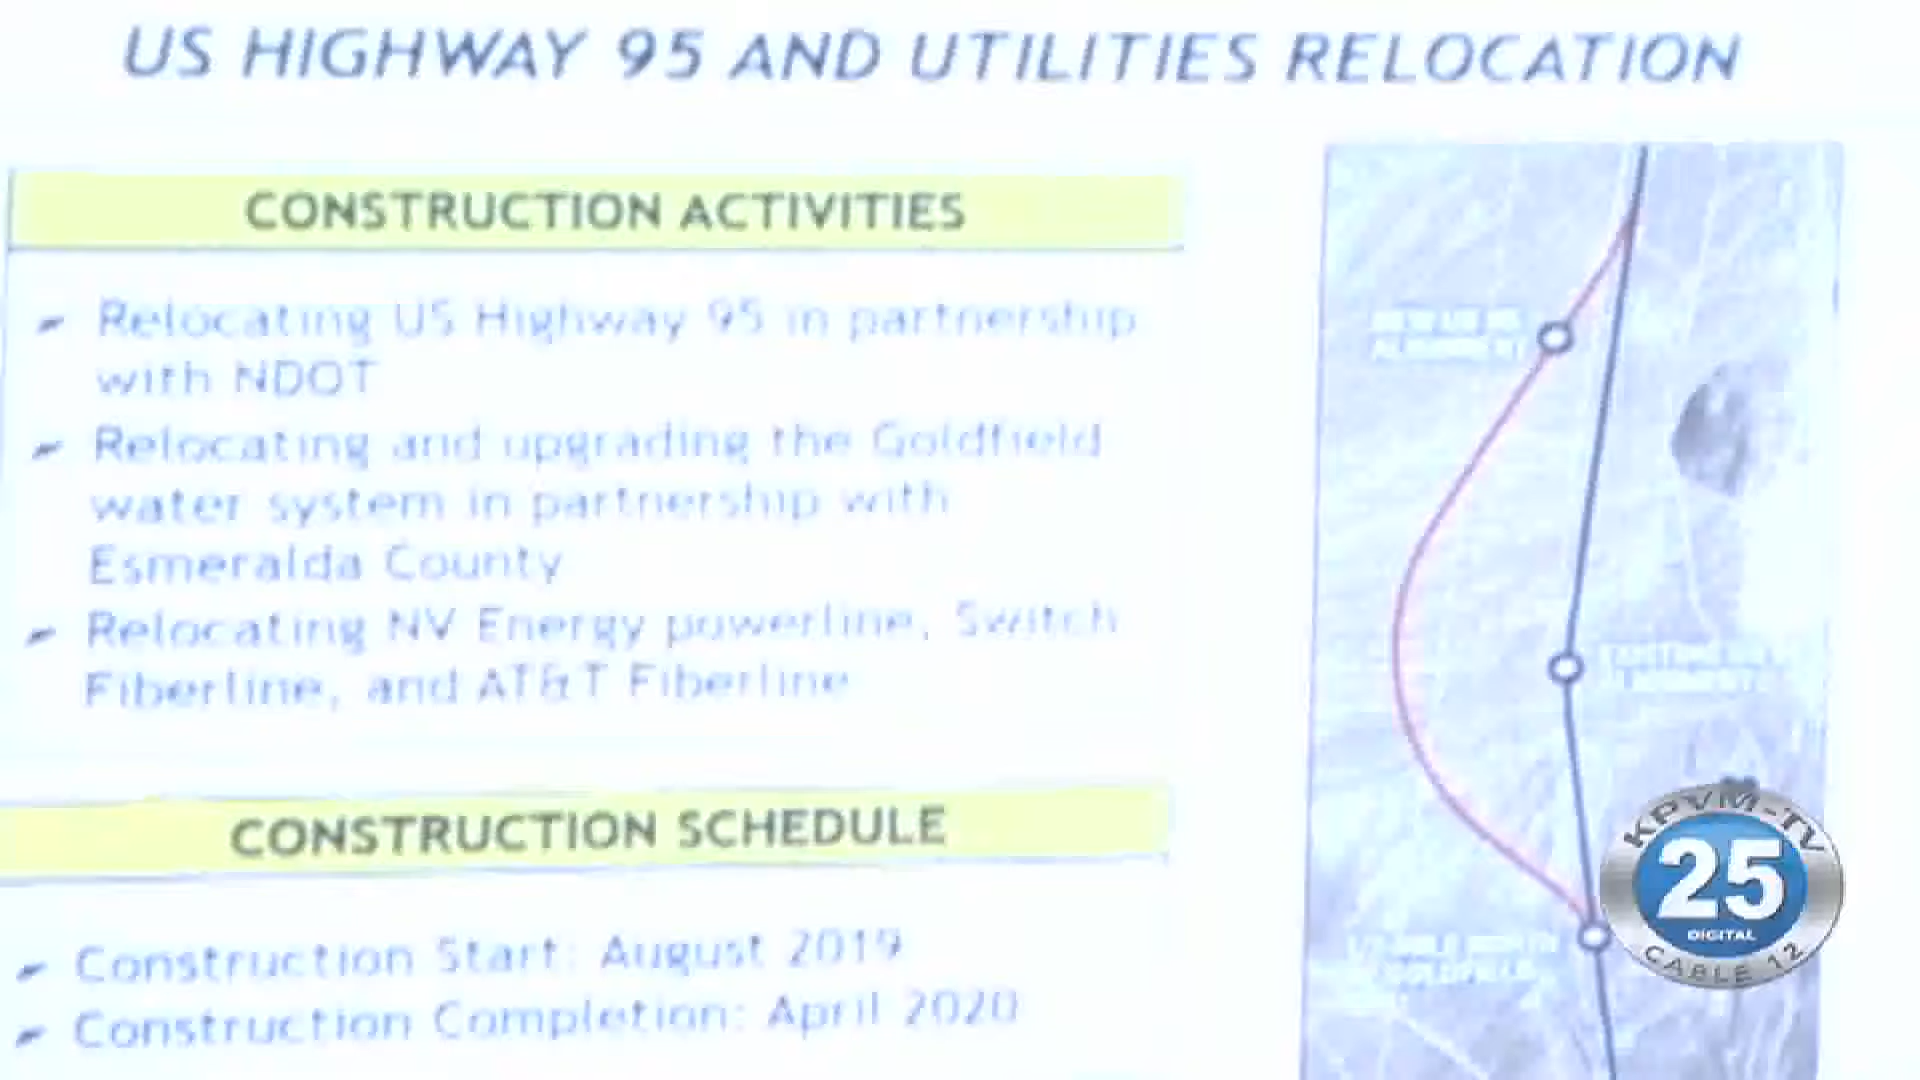 US HIGHWAY 95 AND UTILITIES RELOCATION
CONSTRUCTION ACTIVITIES
Relocating US Highway 95 in partnership
with NDOT
Relocating and upgrading the Goldfield
water system in partnership with
Esmeralda County
Relocating NV Energy powerline, Switch
Fiberline, and AT&T Fiberline
CONSTRUCTION SCHEDULE
Construction Start: August 2019
Construction Completion: April 2020
KPVM-TV
25
DIGITAL
CABLE 12